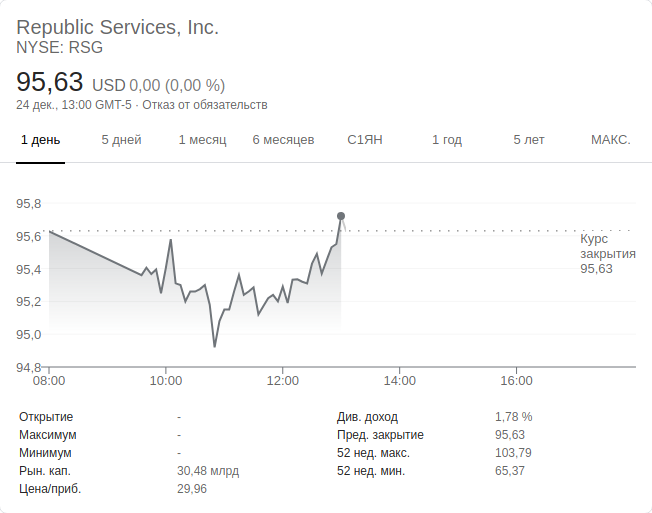 Republic Services, Inc.
NYSE: RSG
95,63 USD 0,00 (0,00 %)
24 дек., 13:00 GMT-5 · Отказ от обязательств
1 день 5 дней 1 месяц 6 месяцев С1ЯН 1 год 5 лет МАКС.
95,8
95,6
Курс
закрытия
95,63
95,4
95,2
95,0
94,8
08:00 10:00 12:00 14:00 16:00
Открытие - Див. доход 1,78 %
Максимум - Пред. закрытие 95,63
Минимум - 52 нед. макс. 103,79
Рын. кап. 30,48 млрд 52 нед. мин. 65,37
Цена/приб. 29,96